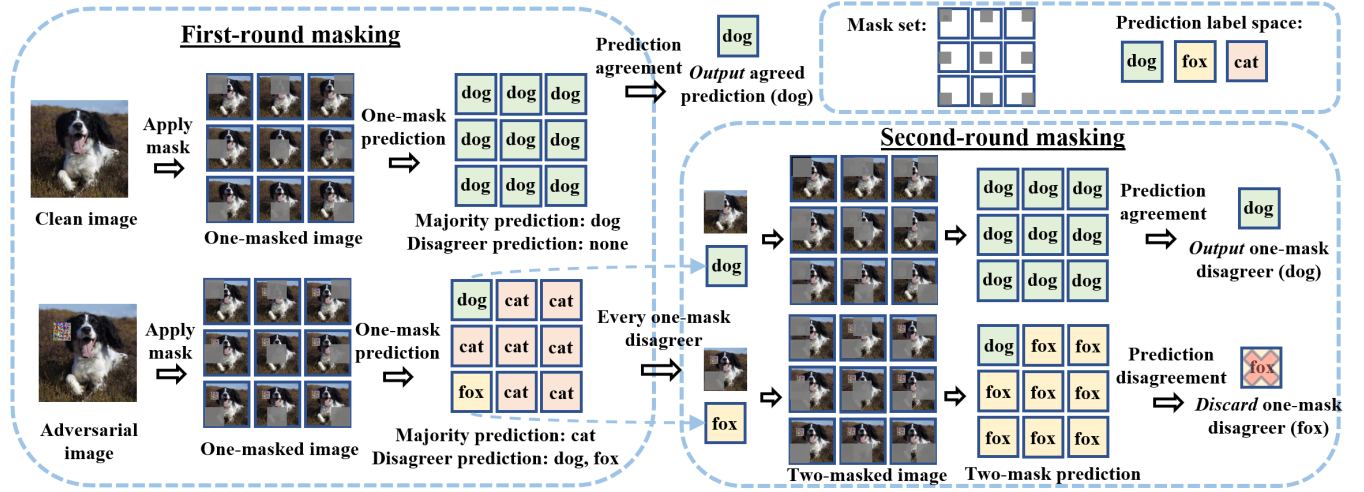 First-round masking
Clean image
Apply
mask
One-masked image
One-mask
prediction
dog dog dog
dog dog dog
dog dog dog
Majority prediction: dog
Disagreer prediction: none
Prediction
agreement
dog
Output agreed
prediction (dog)
Adversarial
image
Apply
mask
One-masked image
One-mask
prediction
dog cat cat
cat cat cat
fox cat cat
Majority prediction: cat
Disagreer prediction: dog, fox
Every one-mask
disagreer
Mask set:
Prediction label space:
dog fox cat
Second-round masking
dog
dog dog dog
dog dog dog
dog dog dog
Prediction
agreement
dog
Output one-mask
disagreer (dog)
fox
Two-masked image
dog fox fox
fox fox fox
fox fox fox
Two-mask prediction
Prediction
disagreement
fox
Discard one-mask
disagreer (fox)